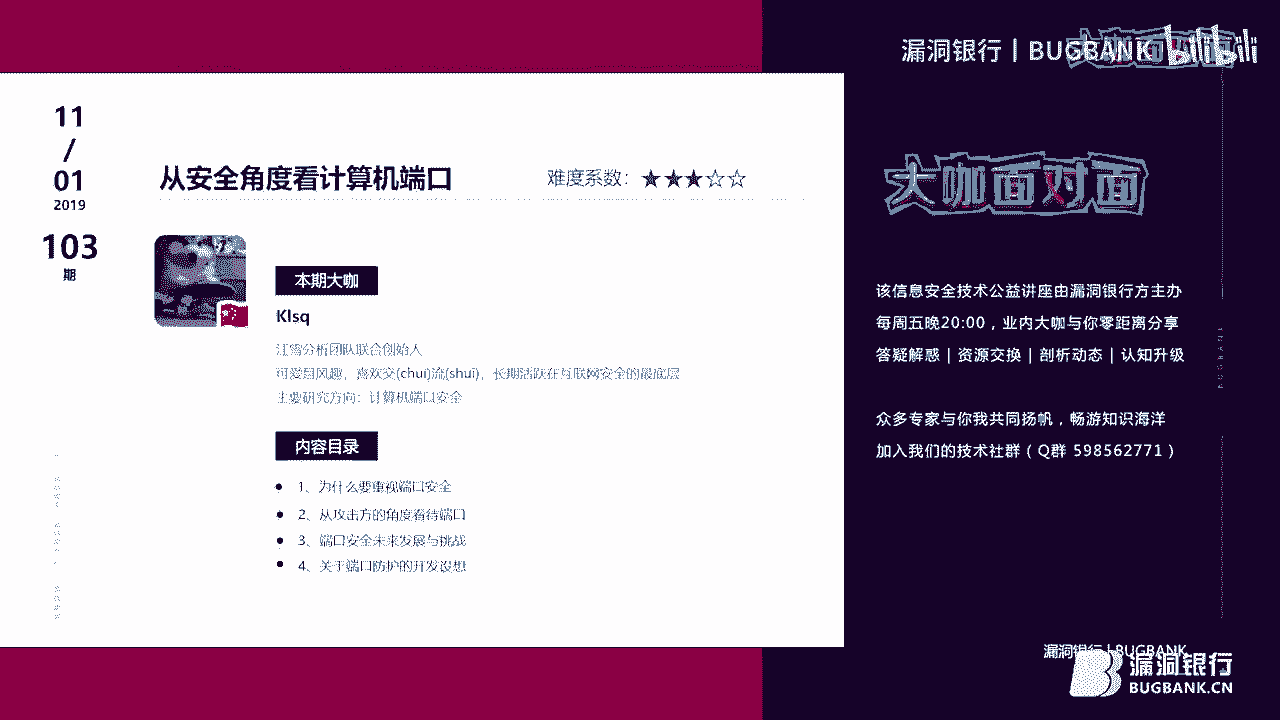 11
/
01
2019
103
期
从安全角度看计算机端口
难度系数：★★★☆☆
本期大咖
Klsq
江雪分析团队联合创始人
可爱且风趣，喜欢交(chui)流(shui)，长期活跃在互联网安全的最底层
主要研究方向：计算机端口安全
内容目录
1、为什么要重视端口安全
2、从攻击方的角度看待端口
3、端口安全未来发展与挑战
4、关于端口防护的开发设想
漏洞银行丨BUGBANK
bilibili
大咖面对面
该信息安全技术公益讲座由漏洞银行方主办
每周五晚20:00，业内大咖与你零距离分享
答疑解惑 | 资源交换 | 剖析动态 | 认知升级
众多专家与你我共同扬帆，畅游知识海洋
加入我们的技术社群（Q群 598562771）
BUGBANK
漏洞银行 | BUGBANK
漏洞银行
BUGBANK.CN